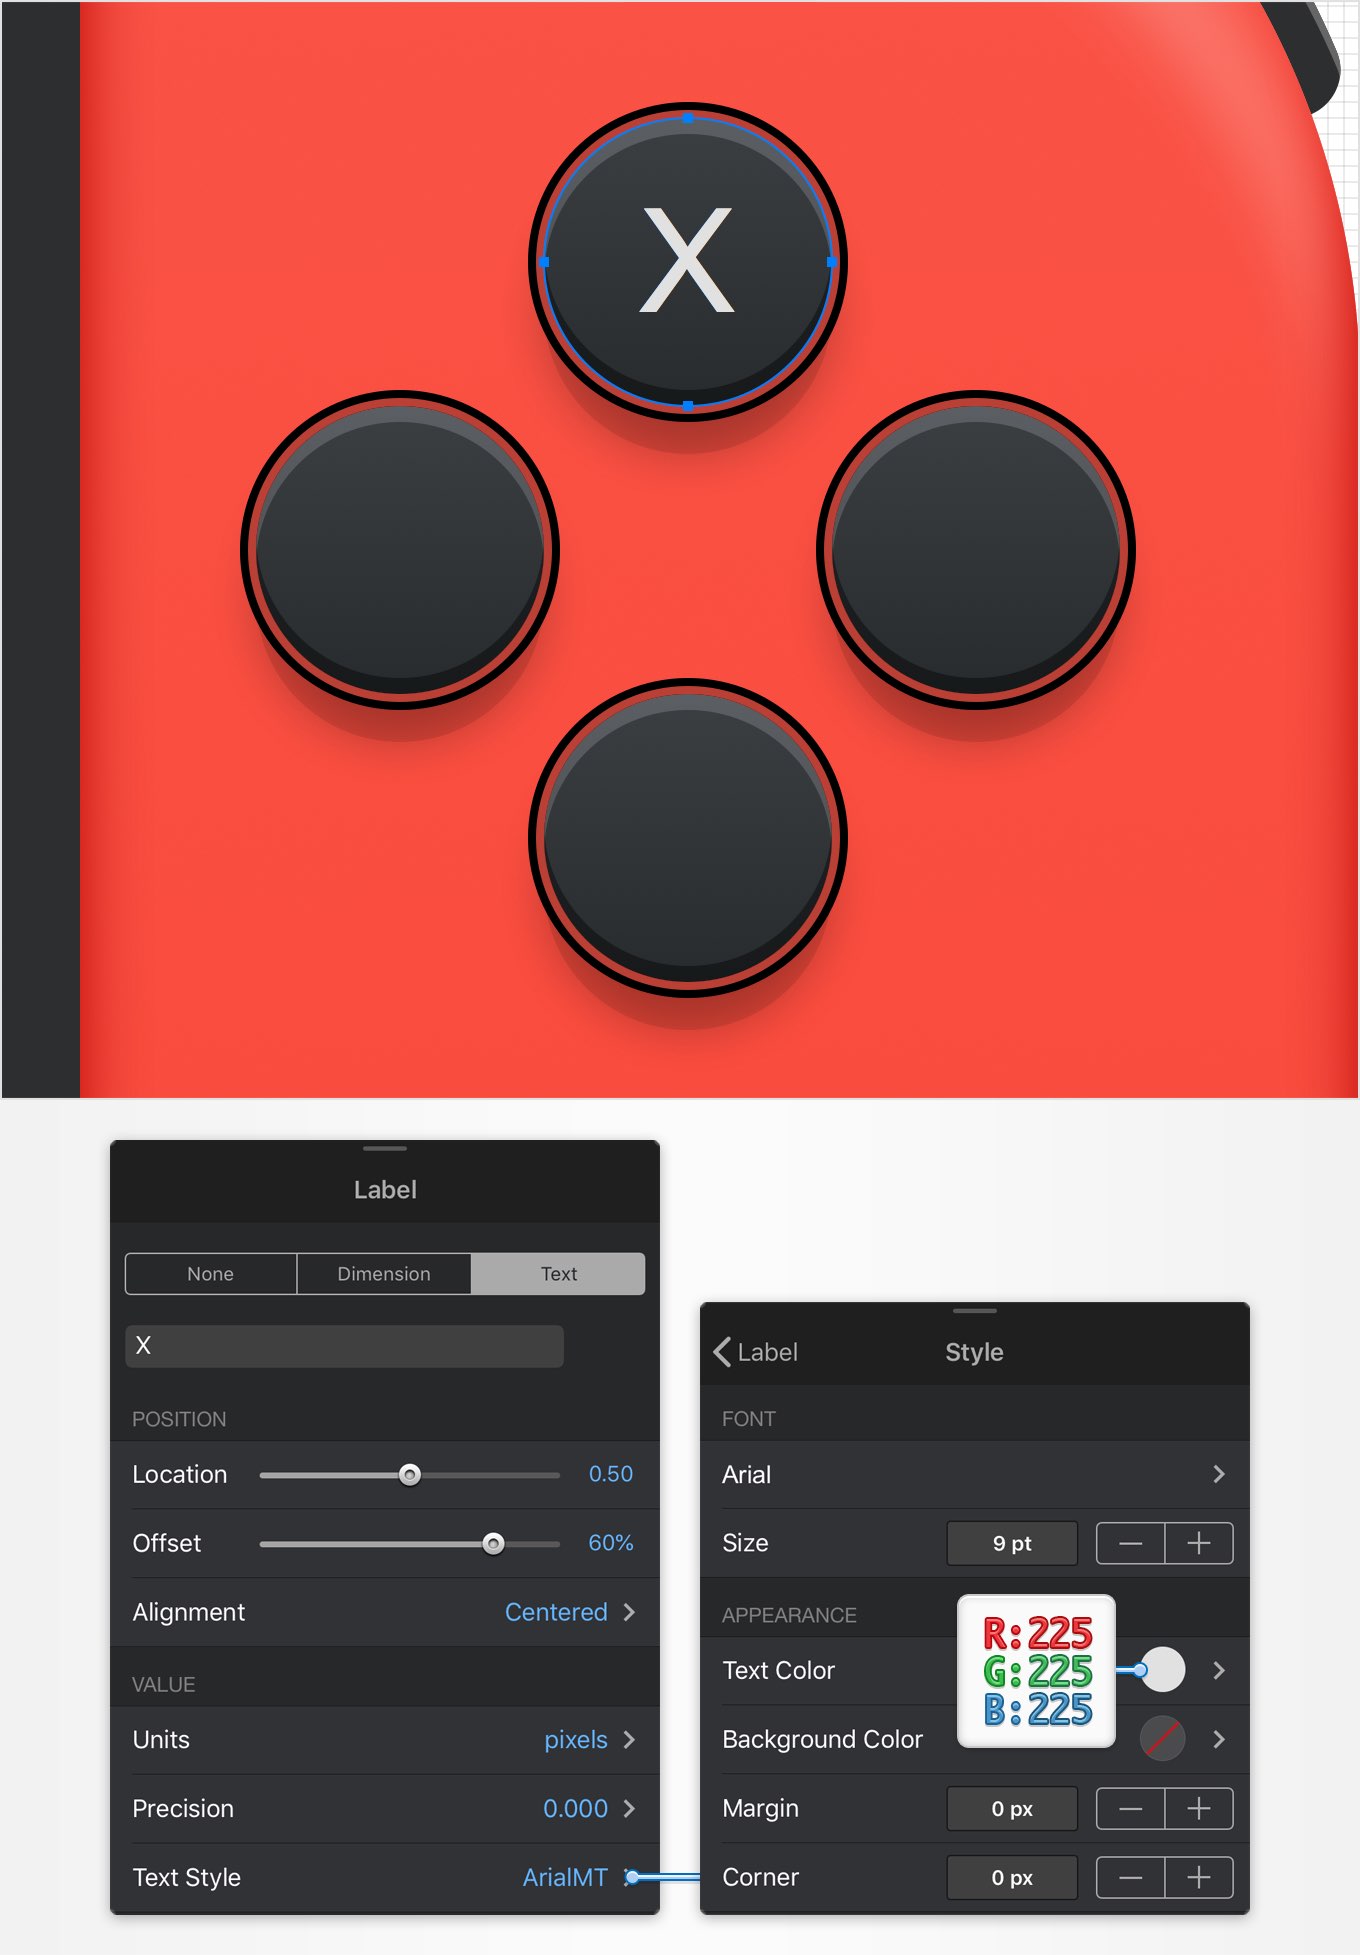 X
Label
None Dimension Text
X
POSITION
Location 0.50
Offset 60%
Alignment Centered
VALUE
Units pixels
Precision 0.000
Text Style ArialMT
Label Style
FONT
Arial
Size 9 pt
APPEARANCE
Text Color
R:225
G:225
B:225
Background Color
Margin 0 px
Corner 0 px